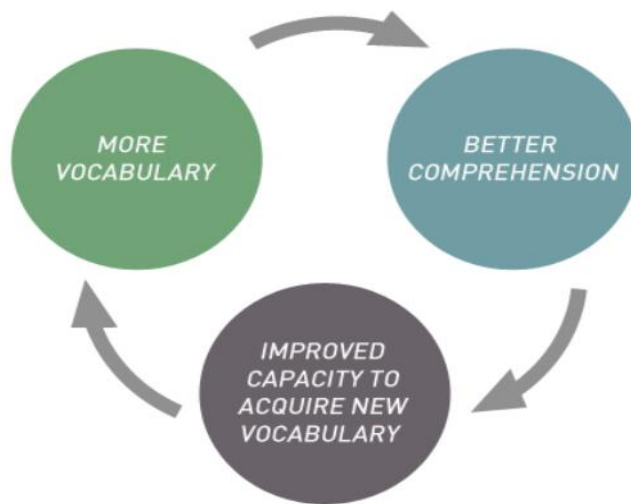 MORE
VOCABULARY
BETTER
COMPREHENSION
IMPROVED
CAPACITY TO
ACQUIRE NEW
VOCABULARY